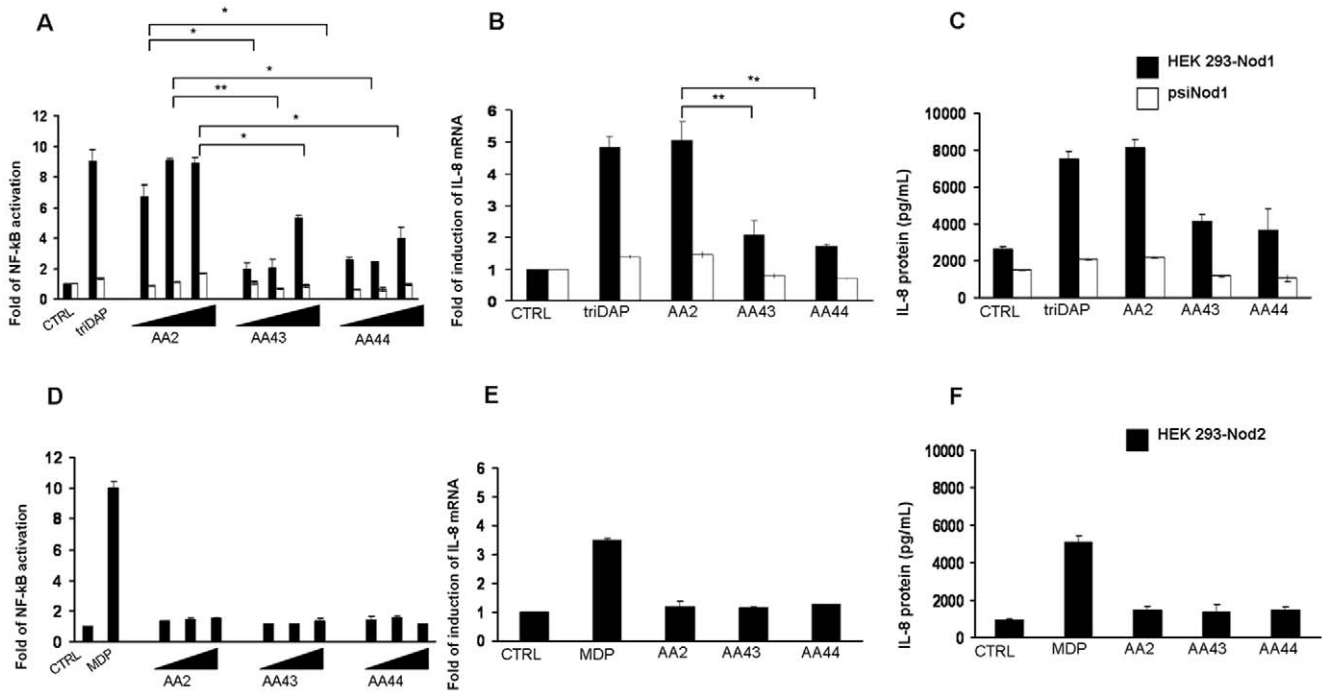 A
B
C
HEK 293-Nod1
psiNod1
*
*
*
**
*
*
Fold of NF-kB activation
12
10
8
6
4
2
0
CTRL
triDAP
AA2
AA43
AA44
**
**
Fold of induction of IL-8 mRNA
6
5
4
3
2
1
0
CTRL
triDAP
AA2
AA43
AA44
IL-8 protein (pg/mL)
10000
8000
6000
4000
2000
0
CTRL
triDAP
AA2
AA43
AA44
D
E
F
HEK 293-Nod2
Fold of NF-kB activation
12
10
8
6
4
2
0
CTRL
MDP
AA2
AA43
AA44
Fold of induction of IL-8 mRNA
6
5
4
3
2
1
0
CTRL
MDP
AA2
AA43
AA44
IL-8 protein (pg/mL)
10000
8000
6000
4000
2000
0
CTRL
MDP
AA2
AA43
AA44